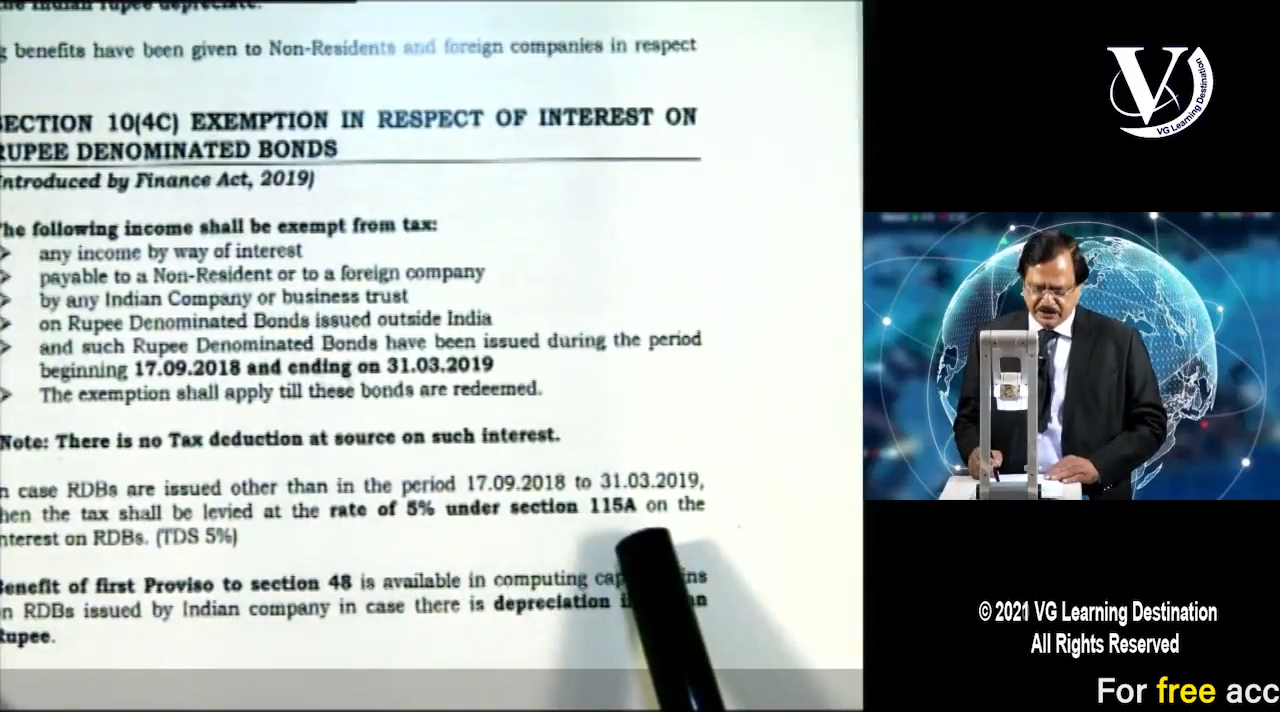 the Indian rupee depreciate.
g benefits have been given to Non-Residents and foreign companies in respect
SECTION 10(4C) EXEMPTION IN RESPECT OF INTEREST ON
RUPEE DENOMINATED BONDS
ntroduced by Finance Act, 2019)
The following income shall be exempt from tax:
any income by way of interest
payable to a Non-Resident or to a foreign company
by any Indian Company or business trust
on Rupee Denominated Bonds issued outside India
and such Rupee Denominated Bonds have been issued during the period
beginning 17.09.2018 and ending on 31.03.2019
The exemption shall apply till these bonds are redeemed.
Note: There is no Tax deduction at source on such interest.
n case RDBs are issued other than in the period 17.09.2018 to 31.03.2019,
hen the tax shall be levied at the rate of 5% under section 115A on the
nterest on RDBs. (TDS 5%)
Benefit of first Proviso to section 48 is available in computing
n RDBs issued by Indian company in case there is depreciation
Rupee.
V
VG Learning Destination
© 2021 VG Learning Destination
All Rights Reserved
For free acc